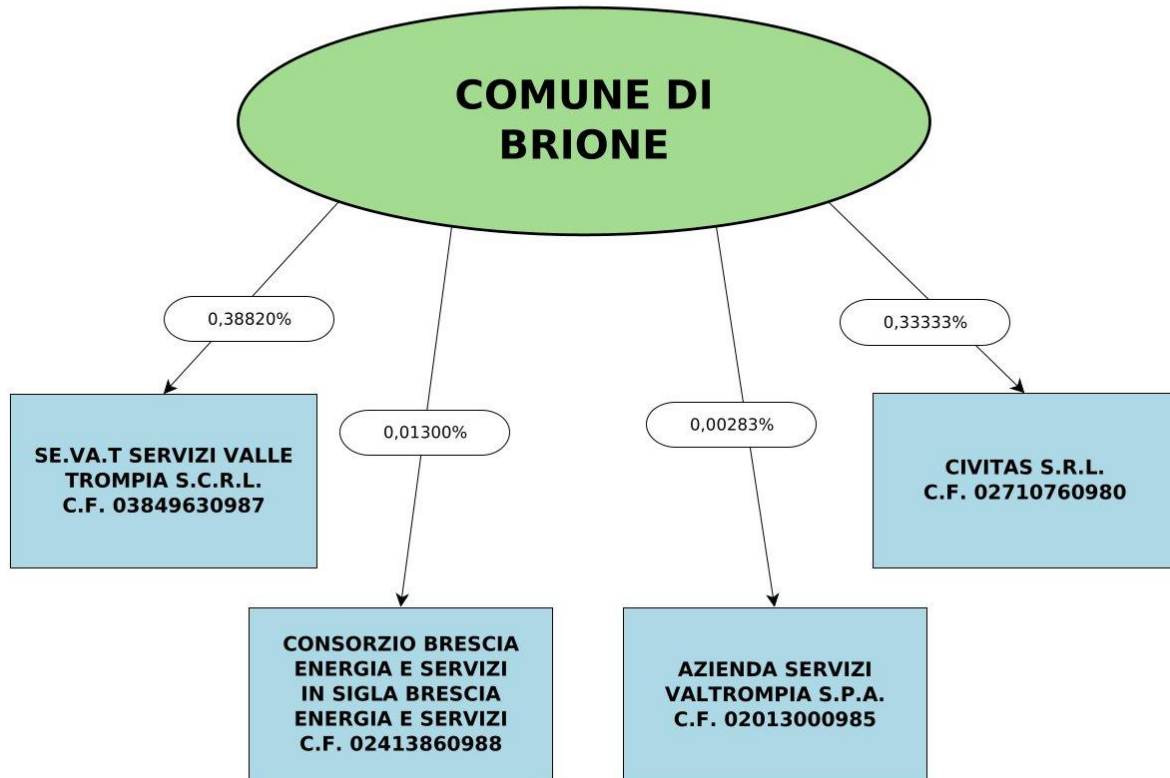 COMUNE DI
BRIONE
0,38820%
0,33333%
0,01300%
0,00283%
SE.VA.T SERVIZI VALLE
TROMPIA S.C.R.L.
C.F. 03849630987
CIVITAS S.R.L.
C.F. 02710760980
CONSORZIO BRESCIA
ENERGIA E SERVIZI
IN SIGLA BRESCIA
ENERGIA E SERVIZI
C.F. 02413860988
AZIENDA SERVIZI
VALTROMPIA S.P.A.
C.F. 02013000985